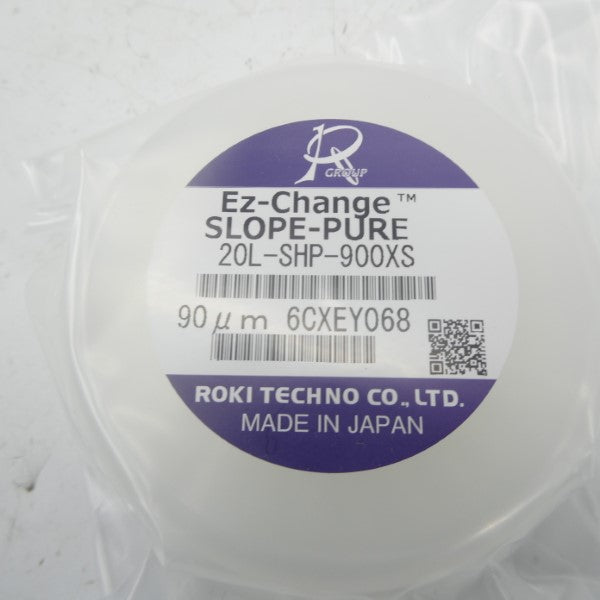 R
GROUP
Ez-Change™
SLOPE-PURE
20L-SHP-900XS
90μm 6CXEY068
ROKI TECHNO CO., LTD.
MADE IN JAPAN